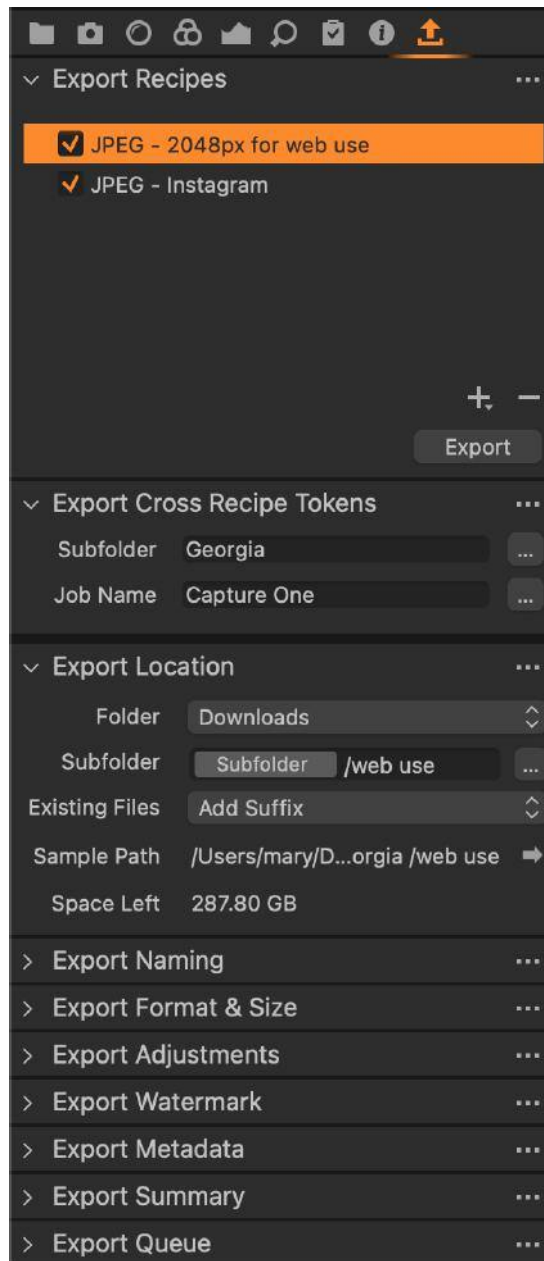 Export Recipes
JPEG - 2048px for web use
JPEG - Instagram
Export
Export Cross Recipe Tokens
Subfolder Georgia
Job Name Capture One
Export Location
Folder Downloads
Subfolder Subfolder /web use
Existing Files Add Suffix
Sample Path /Users/mary/D...orgia /web use
Space Left 287.80 GB
Export Naming
Export Format & Size
Export Adjustments
Export Watermark
Export Metadata
Export Summary
Export Queue